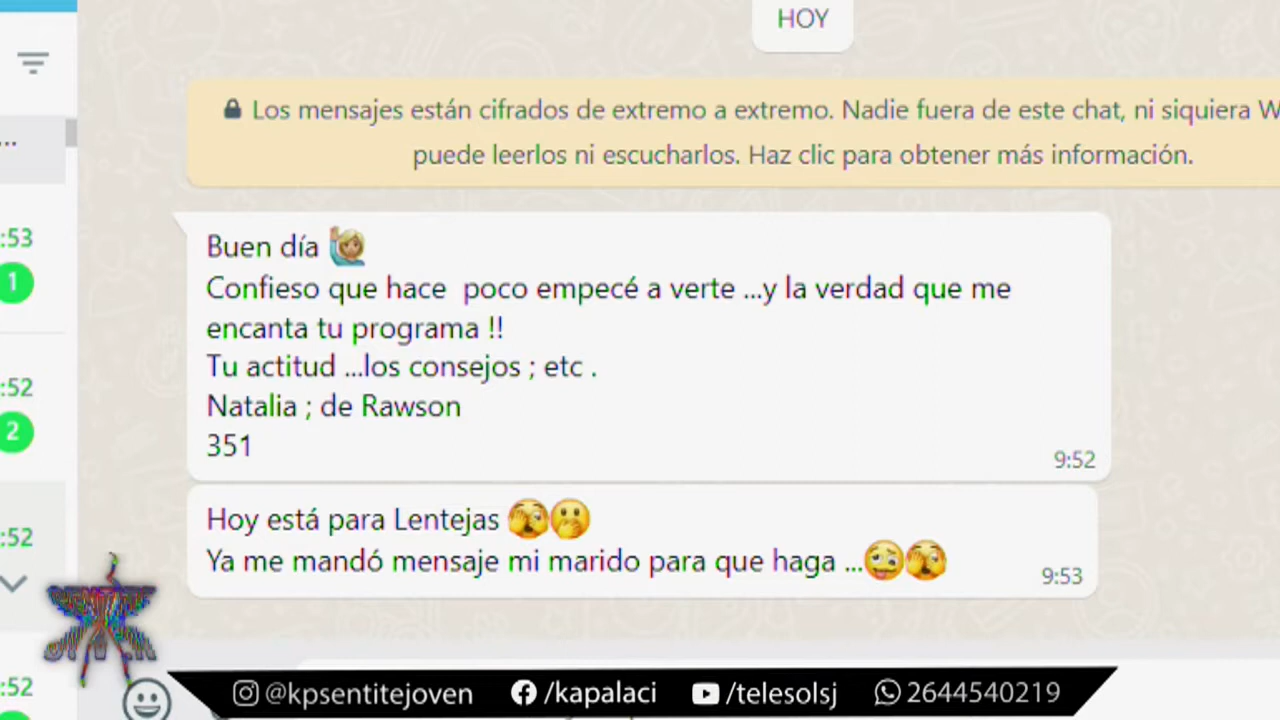 HOY
Los mensajes están cifrados de extremo a extremo. Nadie fuera de este chat, ni siquiera W
puede leerlos ni escucharlos. Haz clic para obtener más información.
...
:53
1
:52
2
:52
:52
Buen día 🙋🏼‍♀️
Confieso que hace poco empecé a verte ...y la verdad que me
encanta tu programa !!
Tu actitud ...los consejos ; etc .
Natalia ; de Rawson
351
9:52
Hoy está para Lentejas 🫣🫢
Ya me mandó mensaje mi marido para que haga ...🥴🫣
9:53
@kpsentitejoven /kapalaci /telesolsj 2644540219